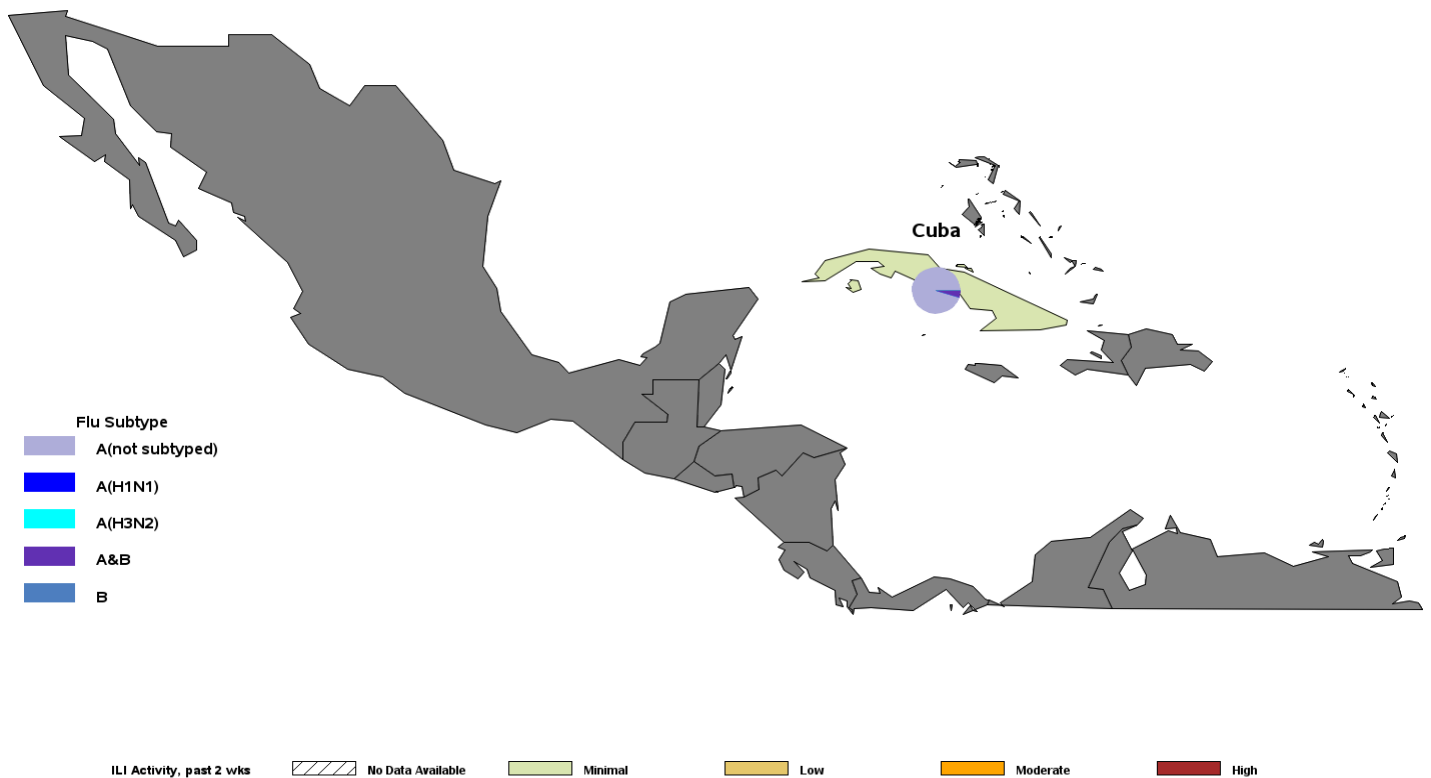 Cuba
Flu Subtype
A(not subtyped)
A(H1N1)
A(H3N2)
A&B
B
ILI Activity, past 2 wks No Data Available Minimal Low Moderate High